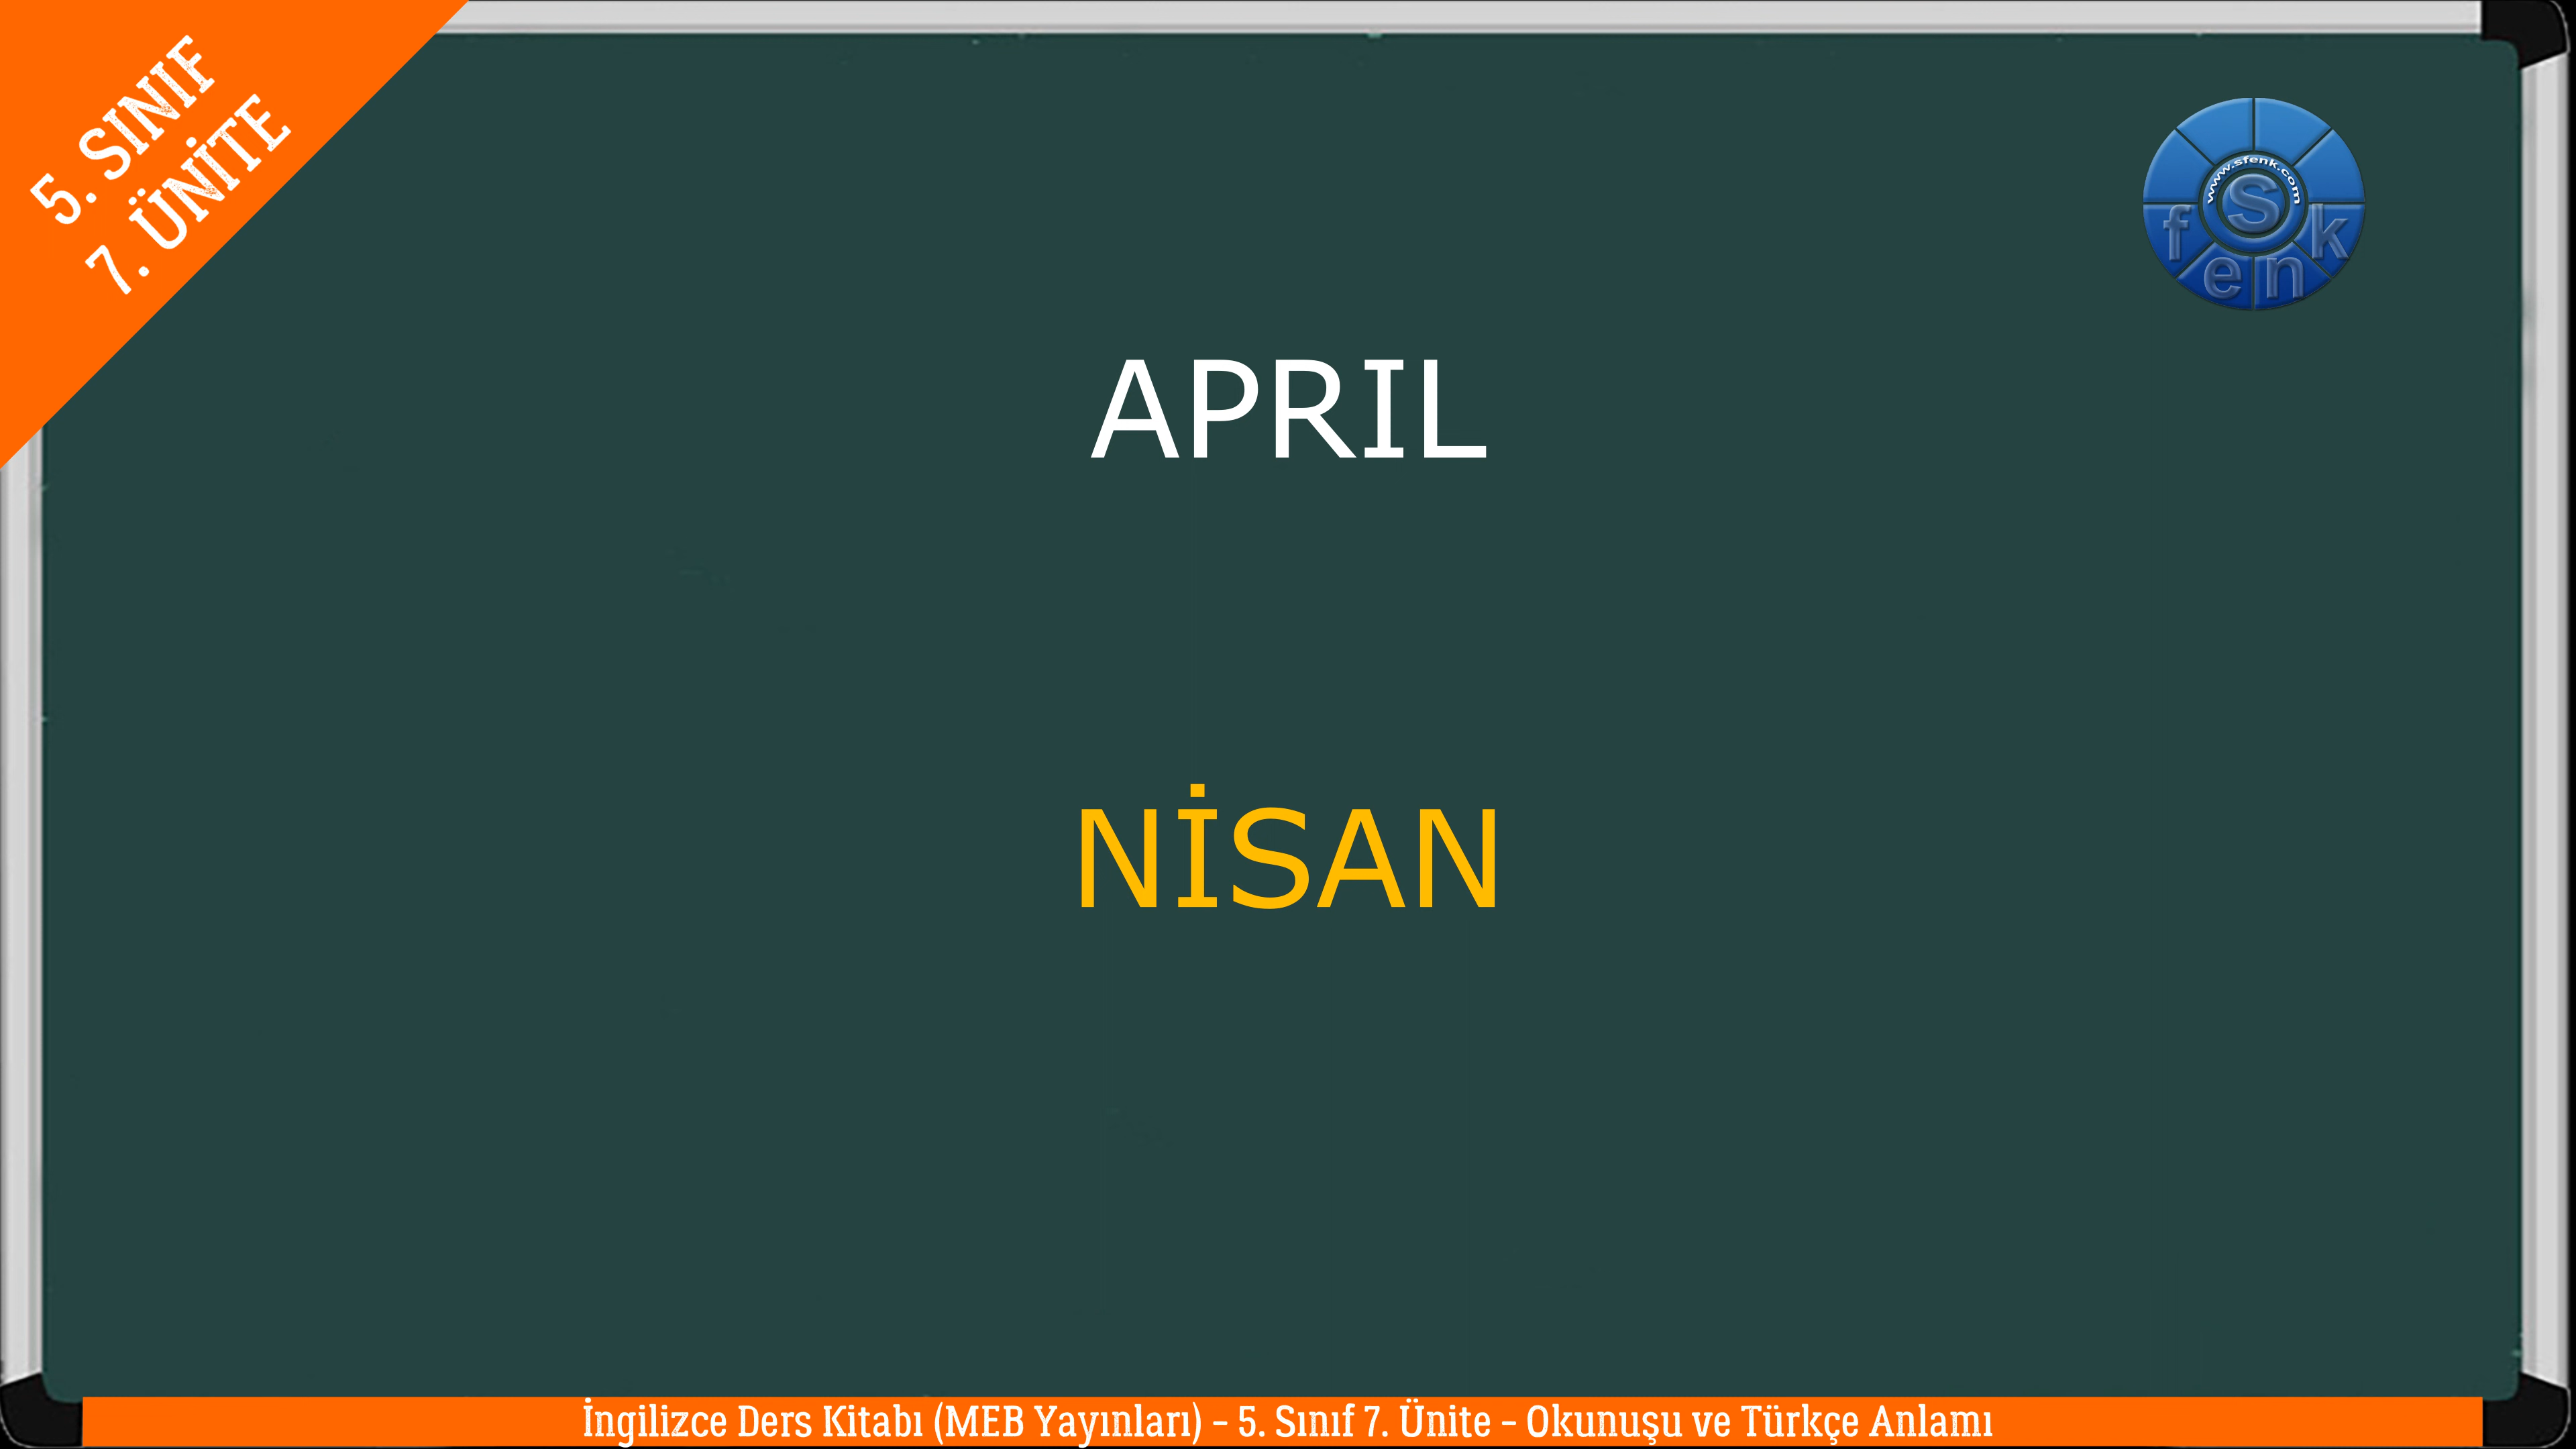 5. SINIF
7. ÜNİTE
www.sfenk.com
S
f e n k
APRIL
NİSAN
İngilizce Ders Kitabı (MEB Yayınları) – 5. Sınıf 7. Ünite – Okunuşu ve Türkçe Anlamı